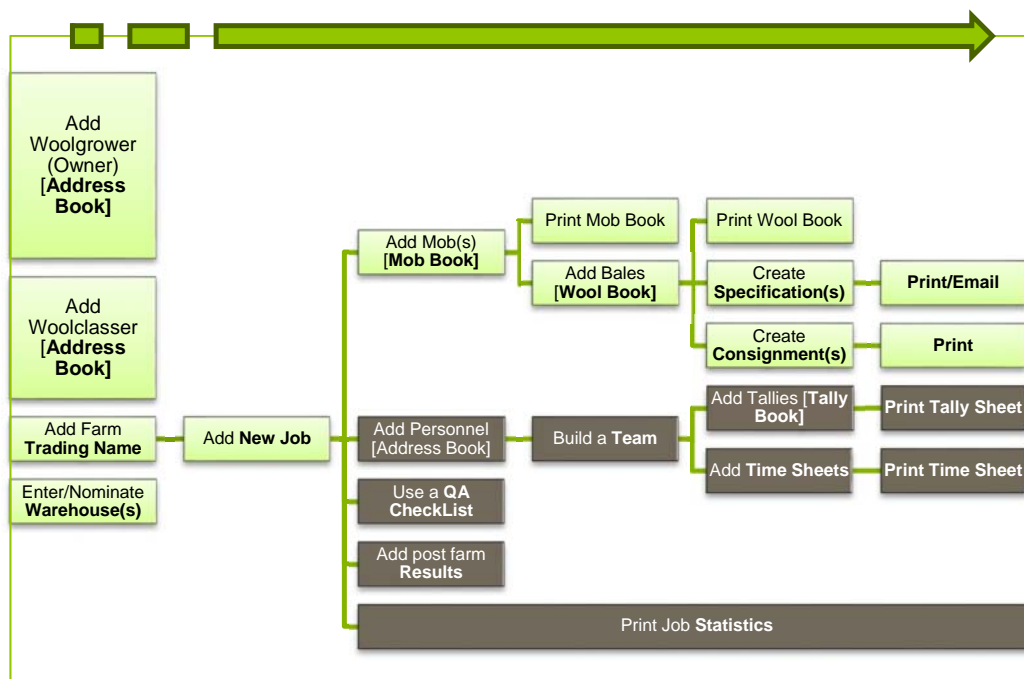 Add
Woolgrower
(Owner)
[Address
Book]
Add
Woolclasser
[Address
Book]
Add Farm
Trading Name
Enter/Nominate
Warehouse(s)
Add New Job
Add Mob(s)
[Mob Book]
Print Mob Book
Add Bales
[Wool Book]
Print Wool Book
Create
Specification(s)
Print/Email
Create
Consignment(s)
Print
Add Personnel
[Address Book]
Build a Team
Add Tallies [Tally
Book]
Print Tally Sheet
Add Time Sheets
Print Time Sheet
Use a QA
CheckList
Add post farm
Results
Print Job Statistics